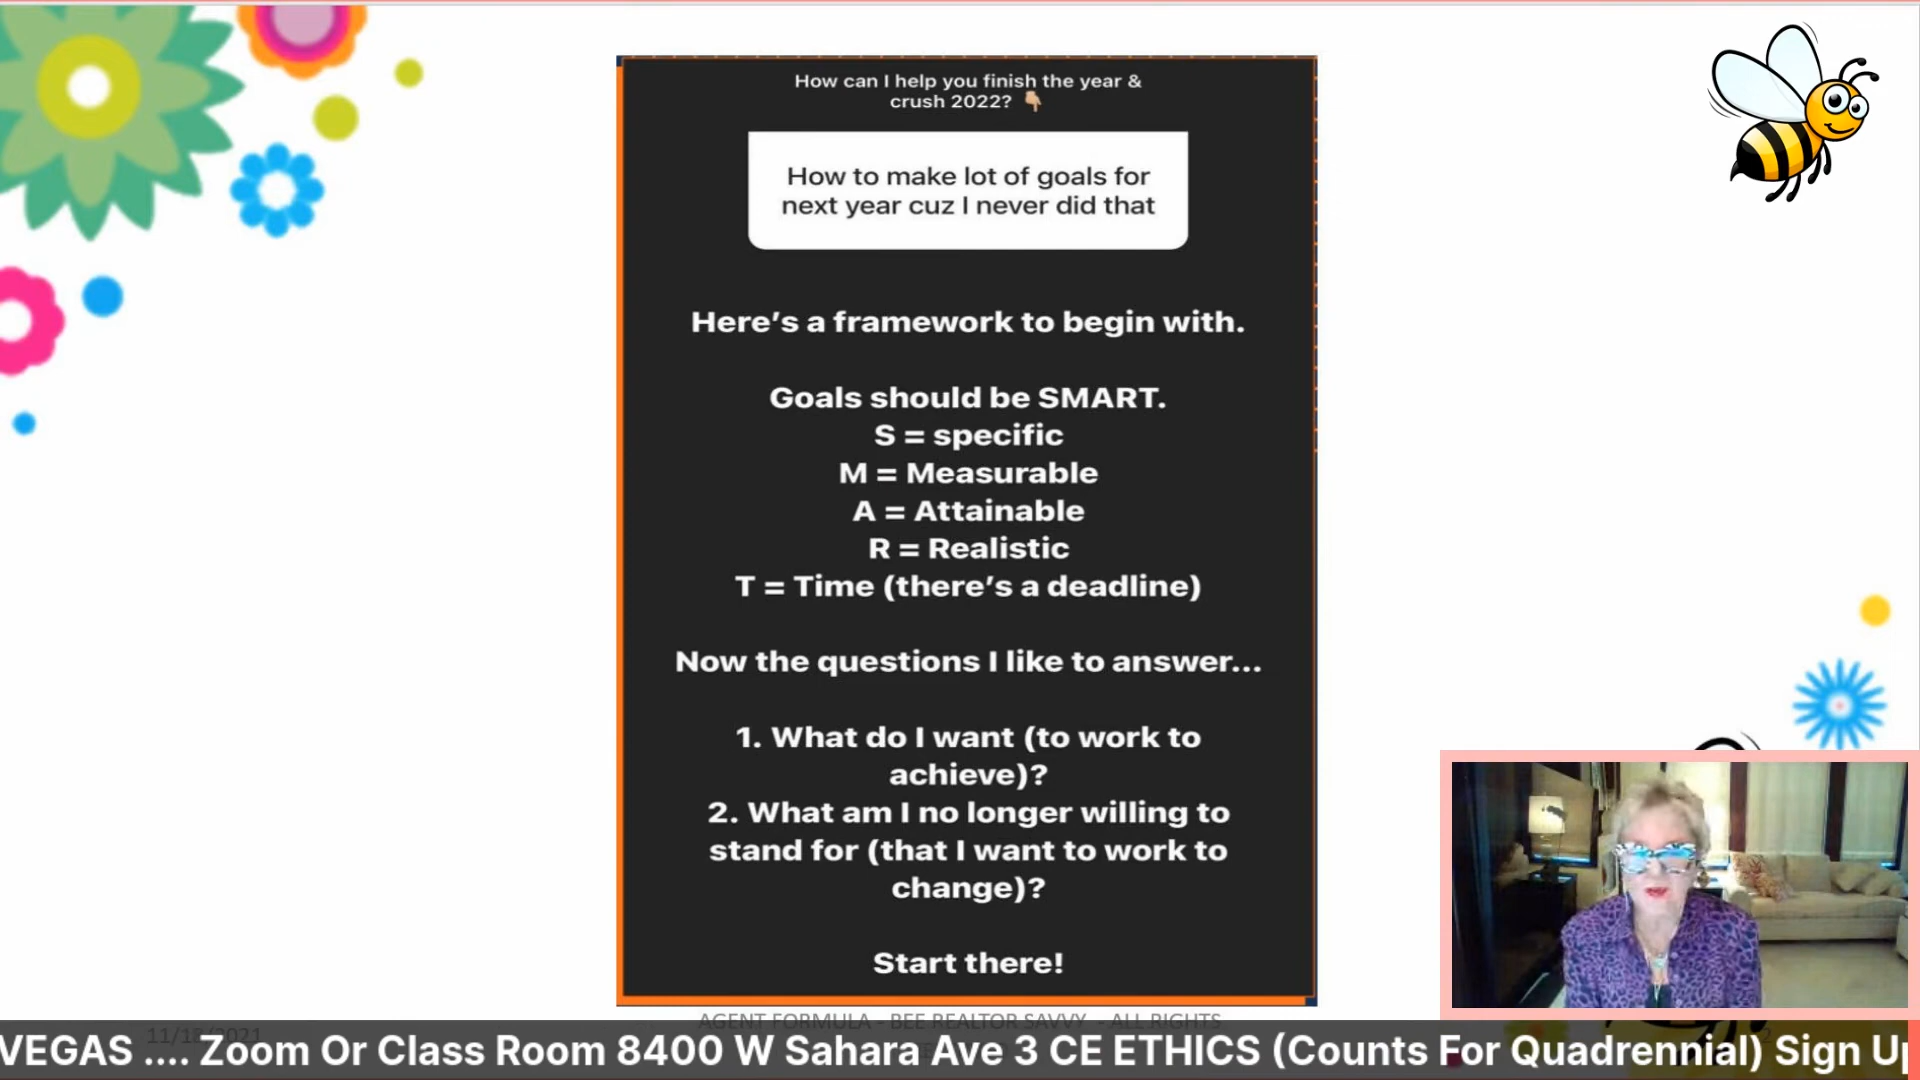 How can I help you finish the year &
crush 2022? 👇🏼
How to make lot of goals for
next year cuz I never did that
Here's a framework to begin with.
Goals should be SMART.
S = specific
M = Measurable
A = Attainable
R = Realistic
T = Time (there's a deadline)
Now the questions I like to answer...
1. What do I want (to work to
achieve)?
2. What am I no longer willing to
stand for (that I want to work to
change)?
Start there!
AGENT FORMULA - BEE REALTOR SAVVY - ALL RIGHTS
VEGAS .... Zoom Or Class Room 8400 W Sahara Ave 3 CE ETHICS (Counts For Quadrennial) Sign Up